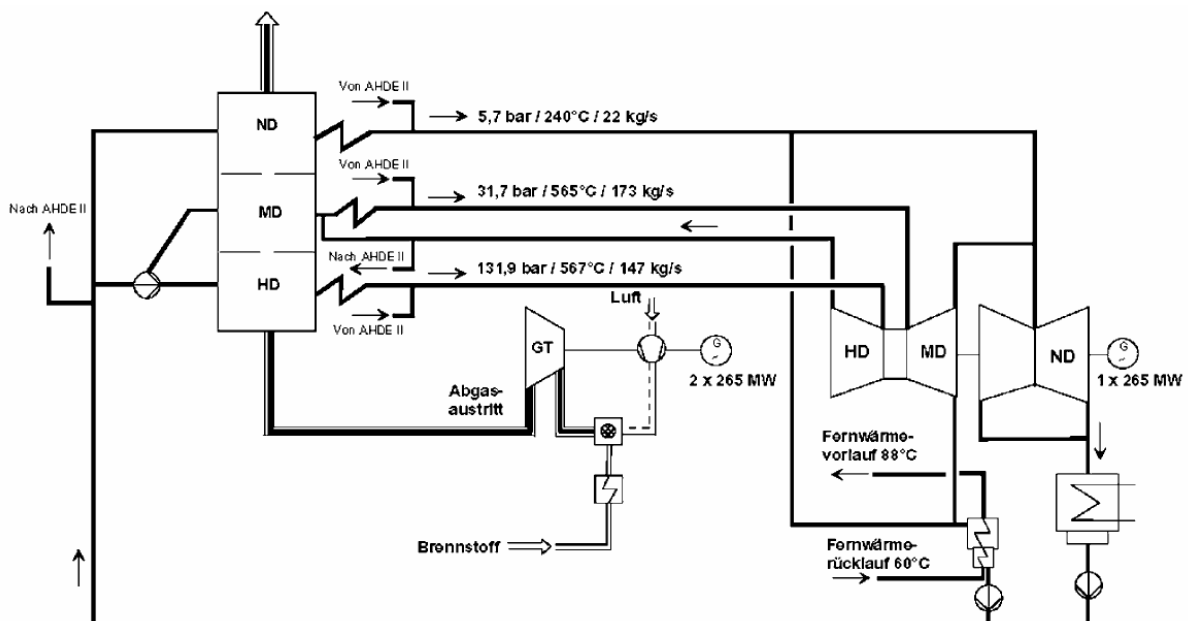 Von AHDE II
ND
5,7 bar / 240°C / 22 kg/s
Von AHDE II
31,7 bar / 565°C / 173 kg/s
Nach AHDE II
MD
Nach AHDE II
131,9 bar / 567°C / 147 kg/s
HD
Luft
Von AHDE II
GT
G
~
2 x 265 MW
HD
MD
ND
G
~
1 x 265 MW
Abgas-
austritt
Fernwärme-
vorlauf 88°C
Brennstoff
Fernwärme-
rücklauf 60°C